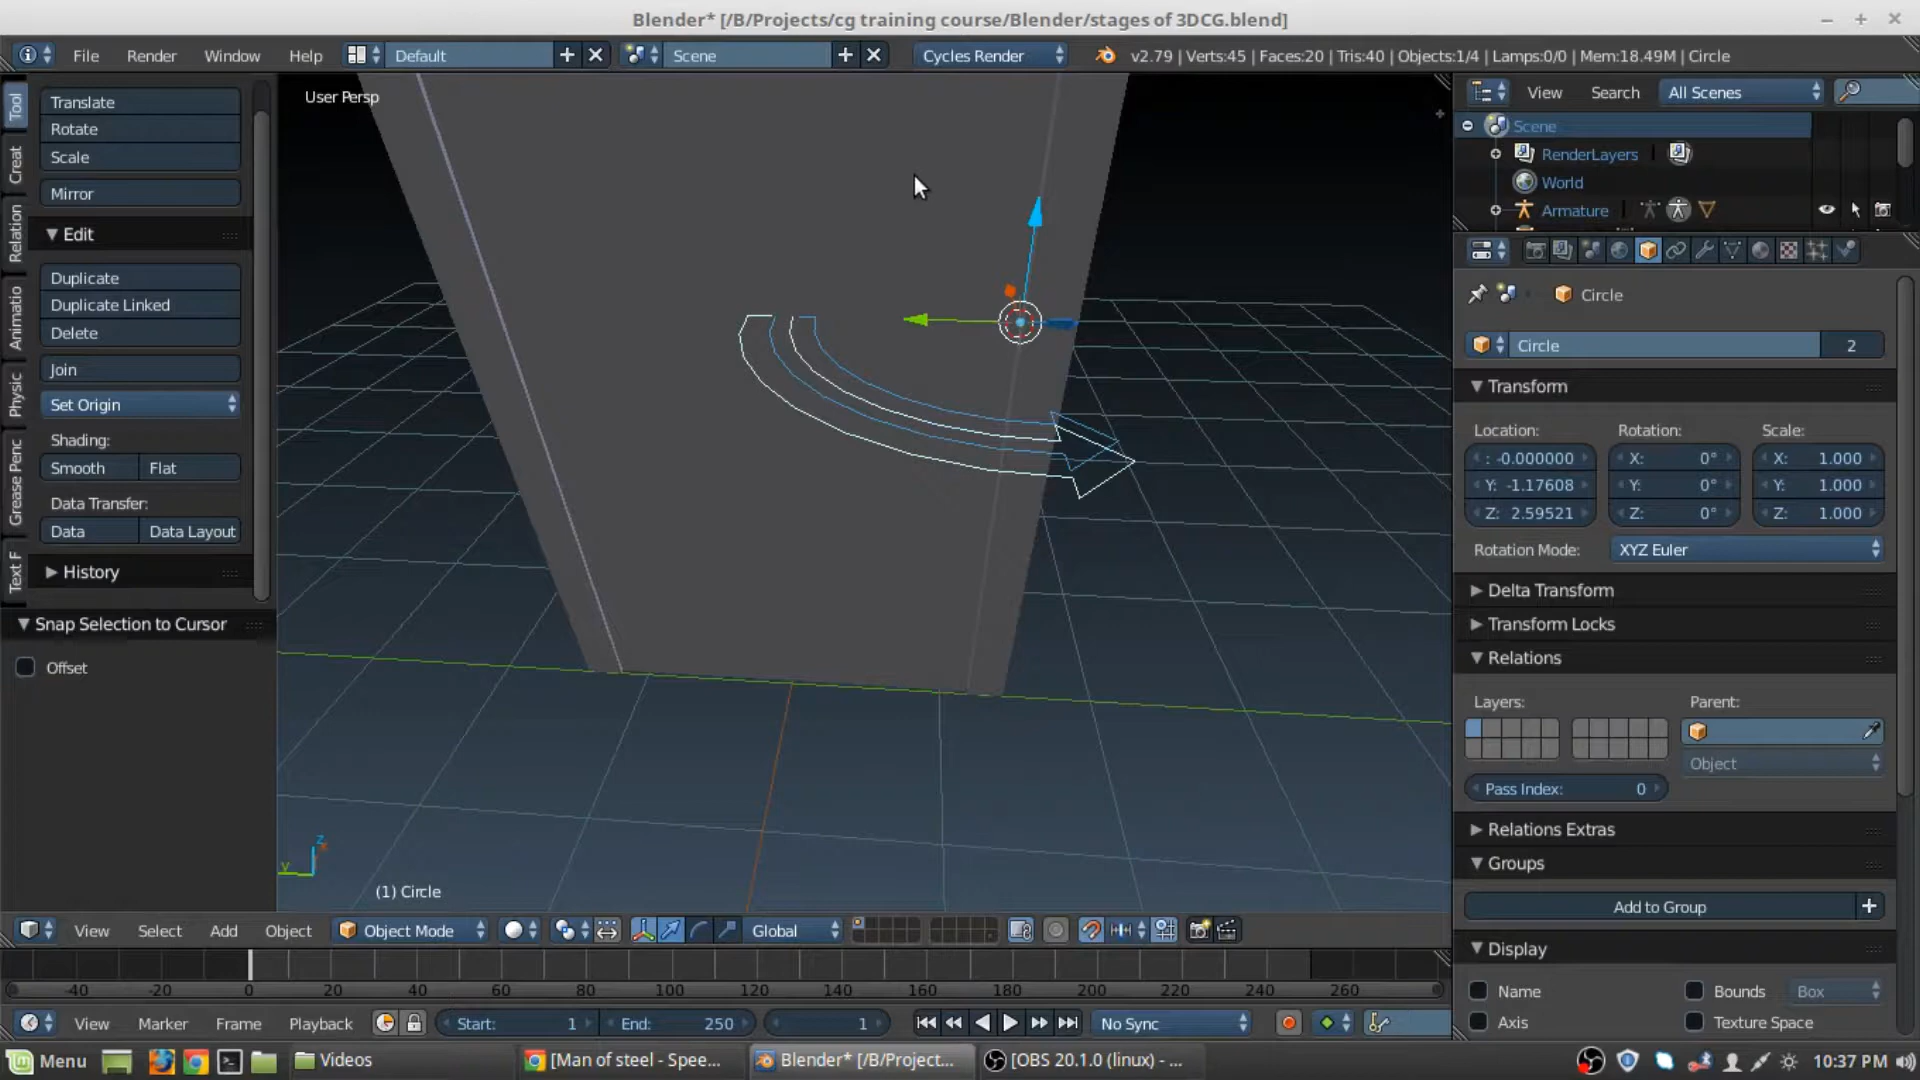 Blender* [/B/Projects/cg training course/Blender/stages of 3DCG.blend]
File Render Window Help Default Scene Cycles Render v2.79 | Verts:45 | Faces:20 | Tris:40 | Objects:1/4 | Lamps:0/0 | Mem:18.49M | Circle
Tool
Creat
Relation
Animatio
Physic
Grease Penc
Text F
Translate
Rotate
Scale
Mirror
Edit
Duplicate
Duplicate Linked
Delete
Join
Set Origin
Shading:
Smooth Flat
Data Transfer:
Data Data Layout
History
Snap Selection to Cursor
Offset
User Persp
z
y
(1) Circle
View Search All Scenes
Scene
RenderLayers
World
Armature
Circle
Circle 2
Transform
Location: Rotation: Scale:
: -0.000000 X: 0° X: 1.000
Y: -1.17608 Y: 0° Y: 1.000
Z: 2.59521 Z: 0° Z: 1.000
Rotation Mode: XYZ Euler
Delta Transform
Transform Locks
Relations
Layers: Parent:
Object
Pass Index: 0
Relations Extras
Groups
Add to Group
Display
Name Bounds Box
Axis Texture Space
View Select Add Object Object Mode Global
-40 -20 0 20 40 60 80 100 120 140 160 180 200 220 240 260
View Marker Frame Playback Start: 1 End: 250 1 No Sync
Menu Videos [Man of steel - Spee... Blender* [/B/Project... [OBS 20.1.0 (linux) - ... 10:37 PM